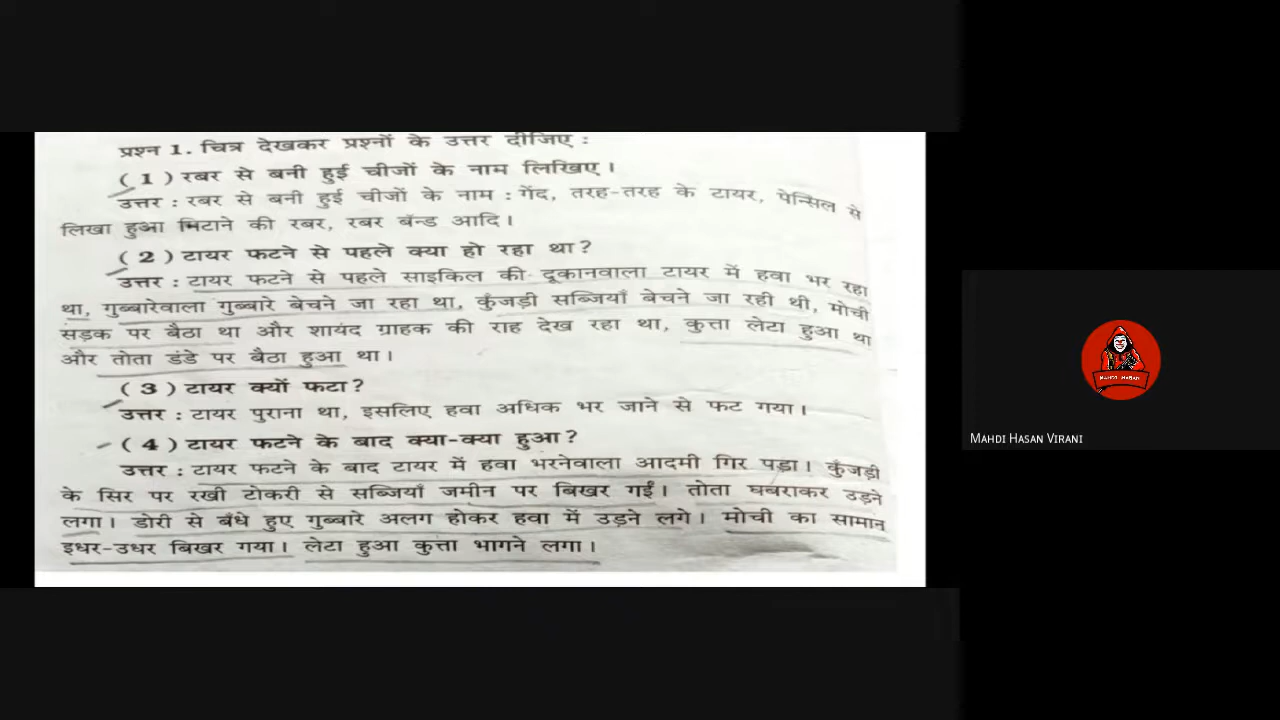 प्रश्न 1. चित्र देखकर प्रश्नों के उत्तर दीजिए :
( 1 ) रबर से बनी हुई चीजों के नाम लिखिए।
उत्तर : रबर से बनी हुई चीजों के नाम : गेंद, तरह-तरह के टायर, पेन्सिल से
लिखा हुआ मिटाने की रबर, रबर बॅन्ड आदि।
( 2 ) टायर फटने से पहले क्या हो रहा था?
उत्तर : टायर फटने से पहले साइकिल की दूकानवाला टायर में हवा भर रहा
था, गुब्बारेवाला गुब्बारे बेचने जा रहा था, कुँजड़ी सब्जियाँ बेचने जा रही थी, मोची
सड़क पर बैठा था और शायद ग्राहक की राह देख रहा था, कुत्ता लेटा हुआ था
और तोता डंडे पर बैठा हुआ था।
( 3 ) टायर क्यों फटा?
उत्तर : टायर पुराना था, इसलिए हवा अधिक भर जाने से फट गया।
( 4 ) टायर फटने के बाद क्या-क्या हुआ?
उत्तर : टायर फटने के बाद टायर में हवा भरनेवाला आदमी गिर पड़ा। कुँजड़ी
के सिर पर रखी टोकरी से सब्जियाँ जमीन पर बिखर गईं। तोता घबराकर उड़ने
लगा। डोरी से बँधे हुए गुब्बारे अलग होकर हवा में उड़ने लगे। मोची का सामान
इधर-उधर बिखर गया। लेटा हुआ कुत्ता भागने लगा।
MAHDI HASAN
MAHDI HASAN VIRANI